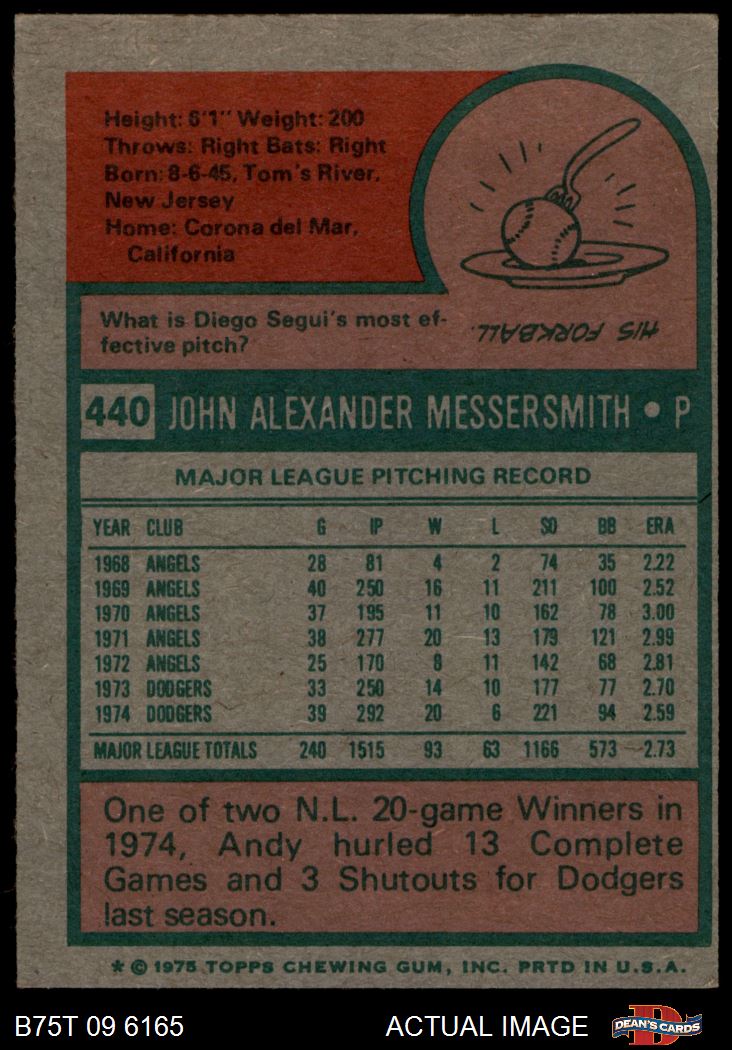 Height: 6'1" Weight: 200
Throws: Right Bats: Right
Born: 8-6-45, Tom's River,
New Jersey
Home: Corona del Mar,
California
What is Diego Segui's most ef-
fective pitch?
HIS FORKBALL.
440 JOHN ALEXANDER MESSERSMITH • P
MAJOR LEAGUE PITCHING RECORD
YEAR CLUB G IP W L SO BB ERA
1968 ANGELS 28 81 4 2 74 35 2.22
1969 ANGELS 40 250 16 11 211 100 2.52
1970 ANGELS 37 195 11 10 162 78 3.00
1971 ANGELS 38 277 20 13 179 121 2.99
1972 ANGELS 25 170 8 11 142 68 2.81
1973 DODGERS 33 250 14 10 177 77 2.70
1974 DODGERS 39 292 20 6 221 94 2.59
MAJOR LEAGUE TOTALS 240 1515 93 63 1166 573 2.73
One of two N.L. 20-game Winners in
1974, Andy hurled 13 Complete
Games and 3 Shutouts for Dodgers
last season.
* © 1975 TOPPS CHEWING GUM, INC. PRTD IN U.S.A.
B75T 09 6165 ACTUAL IMAGE
D
DEAN'S CARDS